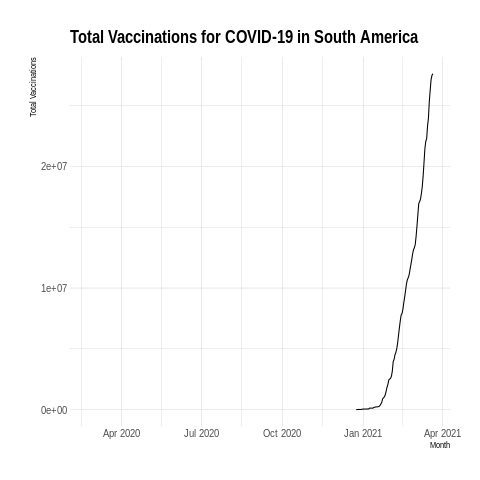 Total Vaccinations for COVID-19 in South America
Total Vaccinations
2e+07
1e+07
0e+00
Apr 2020 Jul 2020 Oct 2020 Jan 2021 Apr 2021
Month